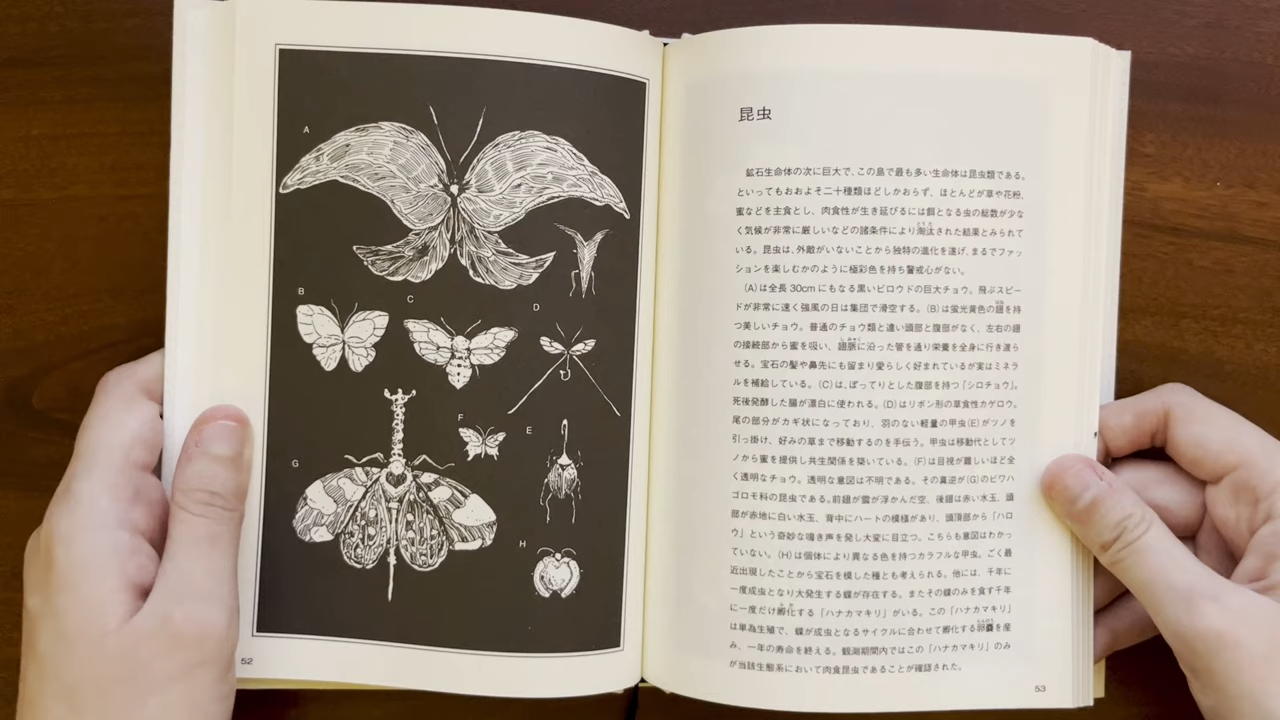 A
B
C
D
F
E
G
H
52
昆虫
鉱石生命体の次に巨大で、この島で最も多い生命体は昆虫類である。
といってもおおよそ二十種類ほどしかおらず、ほとんどが草や花粉、
蜜などを主食とし、肉食性が生き延びるには餌となる虫の総数が少な
く気候が非常に厳しいなどの諸条件により淘汰された結果とみられて
いる。昆虫は、外敵がいないことから独特の進化を遂げ、まるでファッ
ションを楽しむかのように極彩色を持ち警戒心がない。
(A)は全長30cmにもなる黒いビロウドの巨大チョウ。飛ぶスピー
ドが非常に速く強風の日は集団で滑空する。(B)は蛍光黄色の翅を持
つ美しいチョウ。普通のチョウ類と違い頭部と腹部がなく、左右の翅
の接続部から蜜を吸い、翅脈に沿った管を通り栄養を全身に行き渡ら
せる。宝石の髪や鼻先にも留まり愛らしく好まれているが実はミネラ
ルを補給している。(C)は、ぽってりとした腹部を持つ「シロチョウ」。
死後発酵した腸が漂白に使われる。(D)はリボン形の草食性カゲロウ。
尾の部分がカギ状になっており、羽のない軽量の甲虫(E)がツノを
引っ掛け、好みの草まで移動するのを手伝う。甲虫は移動代としてツ
ノから蜜を提供し共生関係を築いている。(F)は目視が難しいほど全
く透明なチョウ。透明な意図は不明である。その真逆が(G)のビワハ
ゴロモ科の昆虫である。前翅が雲が浮かんだ空、後翅は赤い水玉、頭
部が赤地に白い水玉、背中にハートの模様があり、頭頂部から「ハロ
ウ」という奇妙な鳴き声を発し大変に目立つ。こちらも意図はわかっ
ていない。(H)は個体により異なる色を持つカラフルな甲虫。ごく最
近出現したことから宝石を模した種とも考えられる。他には、千年に
一度成虫となり大発生する蝶が存在する。またその蝶のみを食す千年
に一度だけ孵化する「ハナカマキリ」がいる。この「ハナカマキリ」
は単為生殖で、蝶が成虫となるサイクルに合わせて孵化する卵嚢を産
み、一年の寿命を終える。観測期間内ではこの「ハナカマキリ」のみ
が当該生態系において肉食昆虫であることが確認された。
53